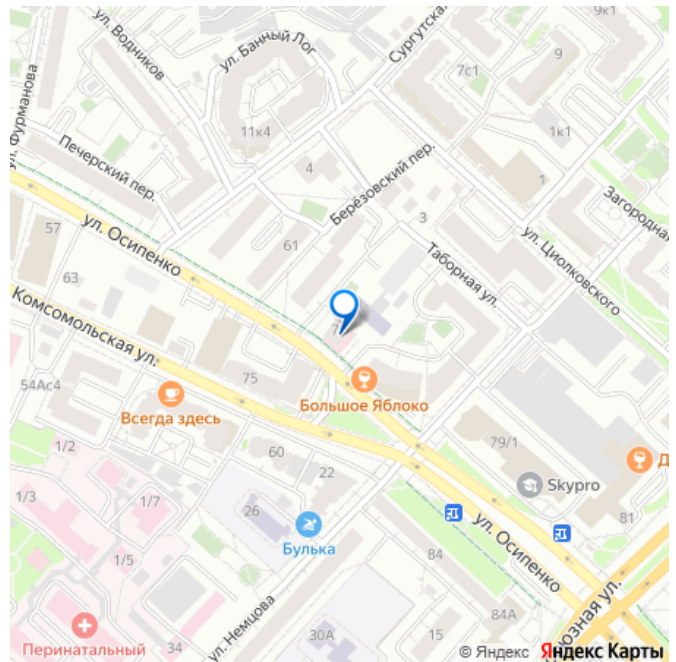 ул. Водников
ул. Банный Лог
Сургутская
9к1
9
7с1
ул. Фурманова
11к4
1к1
Печерский пер.
4
Берёзовский пер.
1
Загородная
3
57
ул. Осипенко
61
Таборная ул.
ул. Циолковского
63
Комсомольская ул.
54Ас4
75
Большое Яблоко
Всегда здесь
1/2
60
79/1
22
Skypro
Д
1/3
1/7
26
81
Булька
ул. Осипенко
1/5
84
84А
Перинатальный
34
ул. Немцова
30А
15
© Яндекс Яндекс Карты